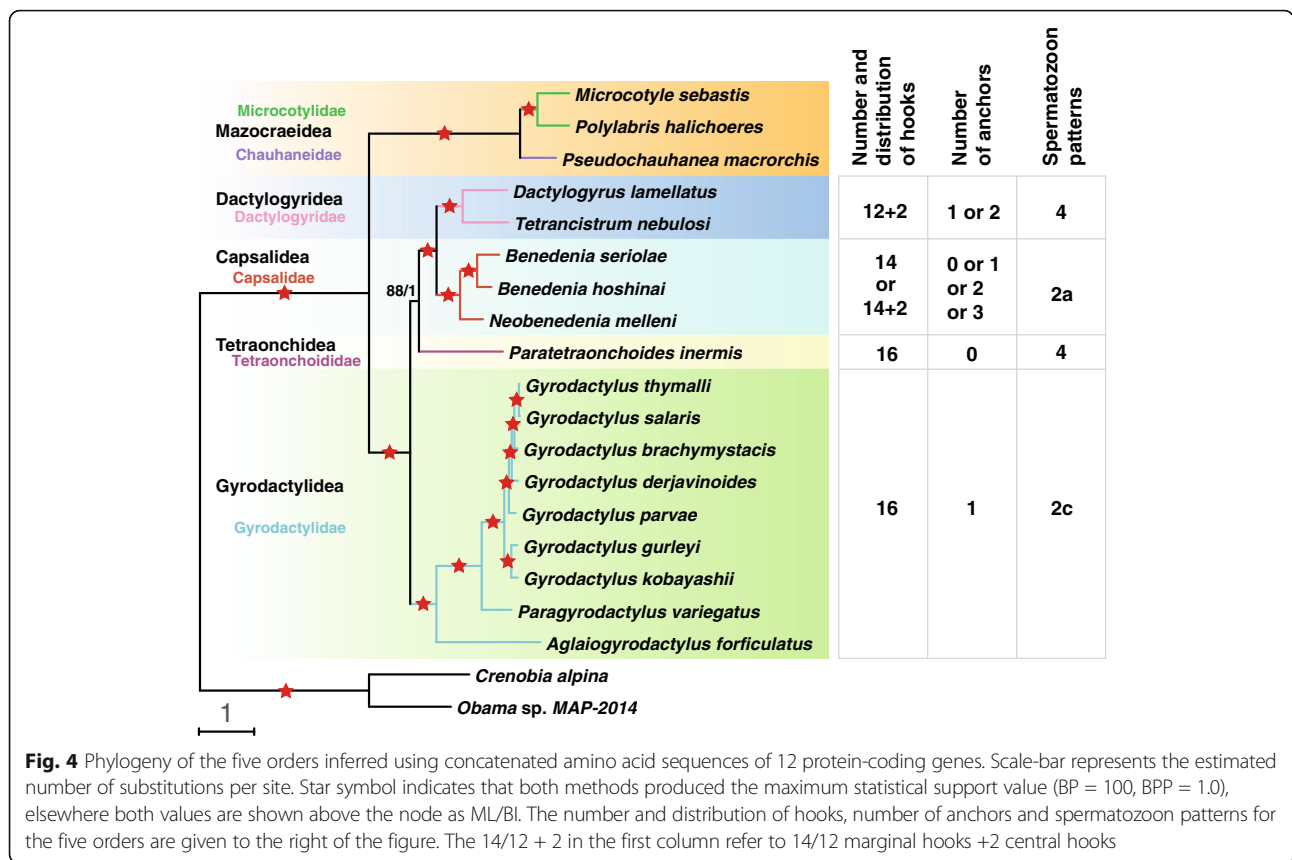 Number and
distribution
of hooks
Number
of anchors
Spermatozoon
patterns
Microcotylidae
Mazocraeidea
Chauhaneidae
Microcotyle sebastis
Polylabris halichoeres
Pseudochauhanea macrorchis
Dactylogyridea
Dactylogyridae
Dactylogyrus lamellatus
Tetrancistrum nebulosi
12+2
1 or 2
4
Capsalidea
Capsalidae
88/1
Benedenia seriolae
Benedenia hoshinai
Neobenedenia melleni
14
or
14+2
0 or 1
or 2
or 3
2a
Tetraonchidea
Tetraonchoididae
Paratetraonchoides inermis
16
0
4
Gyrodactylidea
Gyrodactylidae
Gyrodactylus thymalli
Gyrodactylus salaris
Gyrodactylus brachymystacis
Gyrodactylus derjavinoides
Gyrodactylus parvae
Gyrodactylus gurleyi
Gyrodactylus kobayashii
Paragyrodactylus variegatus
Aglaiogyrodactylus forficulatus
16
1
2c
Crenobia alpina
Obama sp. MAP-2014
1
Fig. 4 Phylogeny of the five orders inferred using concatenated amino acid sequences of 12 protein-coding genes. Scale-bar represents the estimated
number of substitutions per site. Star symbol indicates that both methods produced the maximum statistical support value (BP = 100, BPP = 1.0),
elsewhere both values are shown above the node as ML/BI. The number and distribution of hooks, number of anchors and spermatozoon patterns for
the five orders are given to the right of the figure. The 14/12 + 2 in the first column refer to 14/12 marginal hooks +2 central hooks